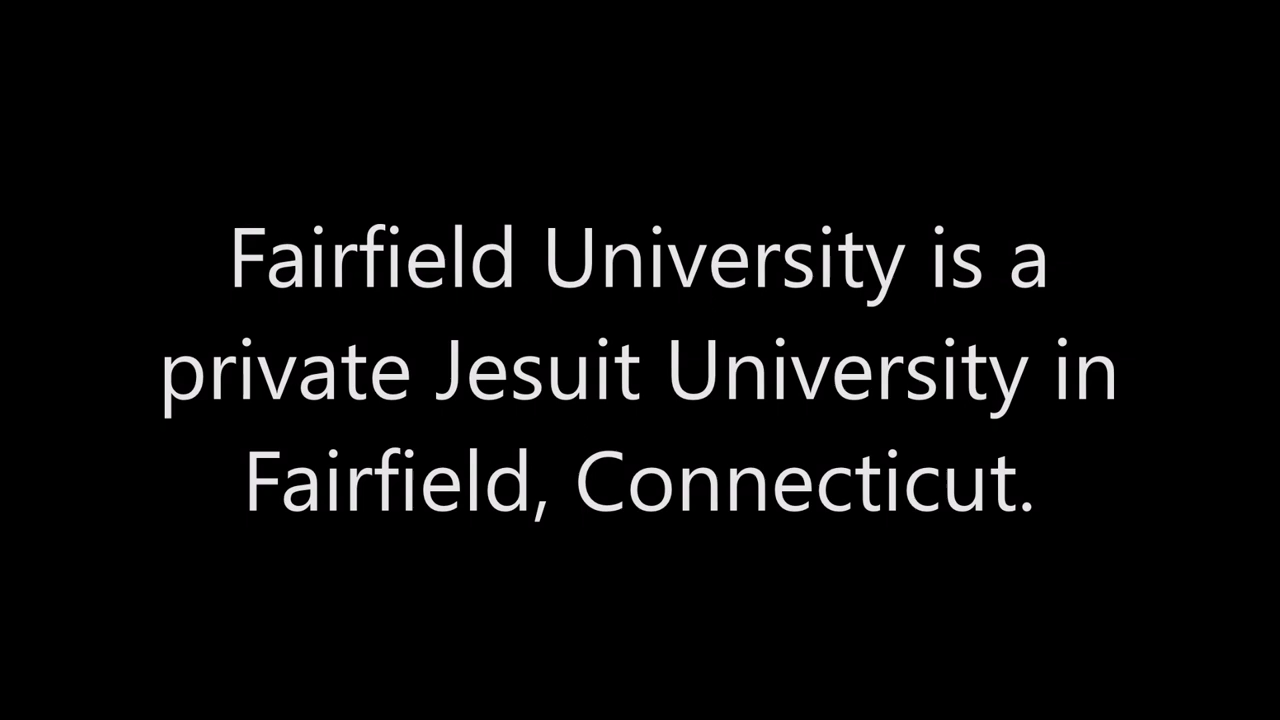 Fairfield University is a
private Jesuit University in
Fairfield, Connecticut.